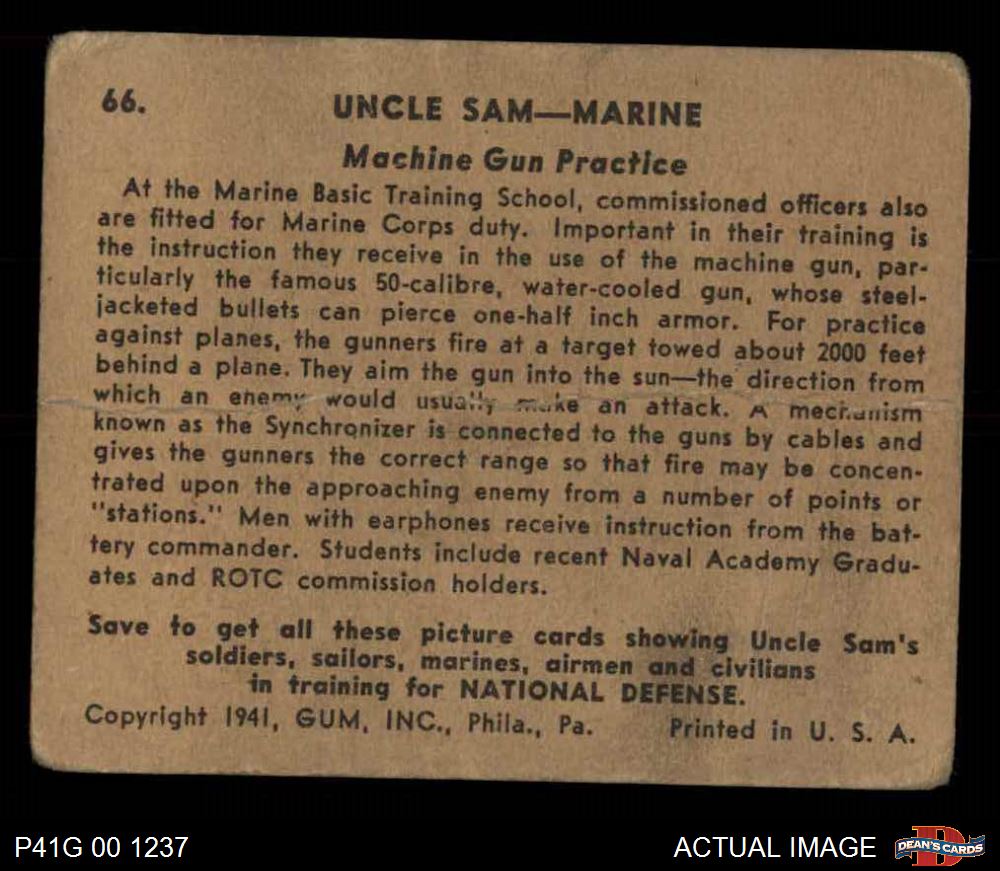 66.
UNCLE SAM—MARINE
Machine Gun Practice
At the Marine Basic Training School, commissioned officers also
are fitted for Marine Corps duty. Important in their training is
the instruction they receive in the use of the machine gun, par-
ticularly the famous 50-calibre, water-cooled gun, whose steel-
jacketed bullets can pierce one-half inch armor. For practice
against planes, the gunners fire at a target towed about 2000 feet
behind a plane. They aim the gun into the sun—the direction from
which an enemy would usually make an attack. A mechanism
known as the Synchronizer is connected to the guns by cables and
gives the gunners the correct range so that fire may be concen-
trated upon the approaching enemy from a number of points or
"stations." Men with earphones receive instruction from the bat-
tery commander. Students include recent Naval Academy Gradu-
ates and ROTC commission holders.
Save to get all these picture cards showing Uncle Sam's
soldiers, sailors, marines, airmen and civilians
in training for NATIONAL DEFENSE.
Copyright 1941, GUM, INC., Phila., Pa. Printed in U. S. A.
P41G 00 1237
ACTUAL IMAGE
DEAN'S CARDS